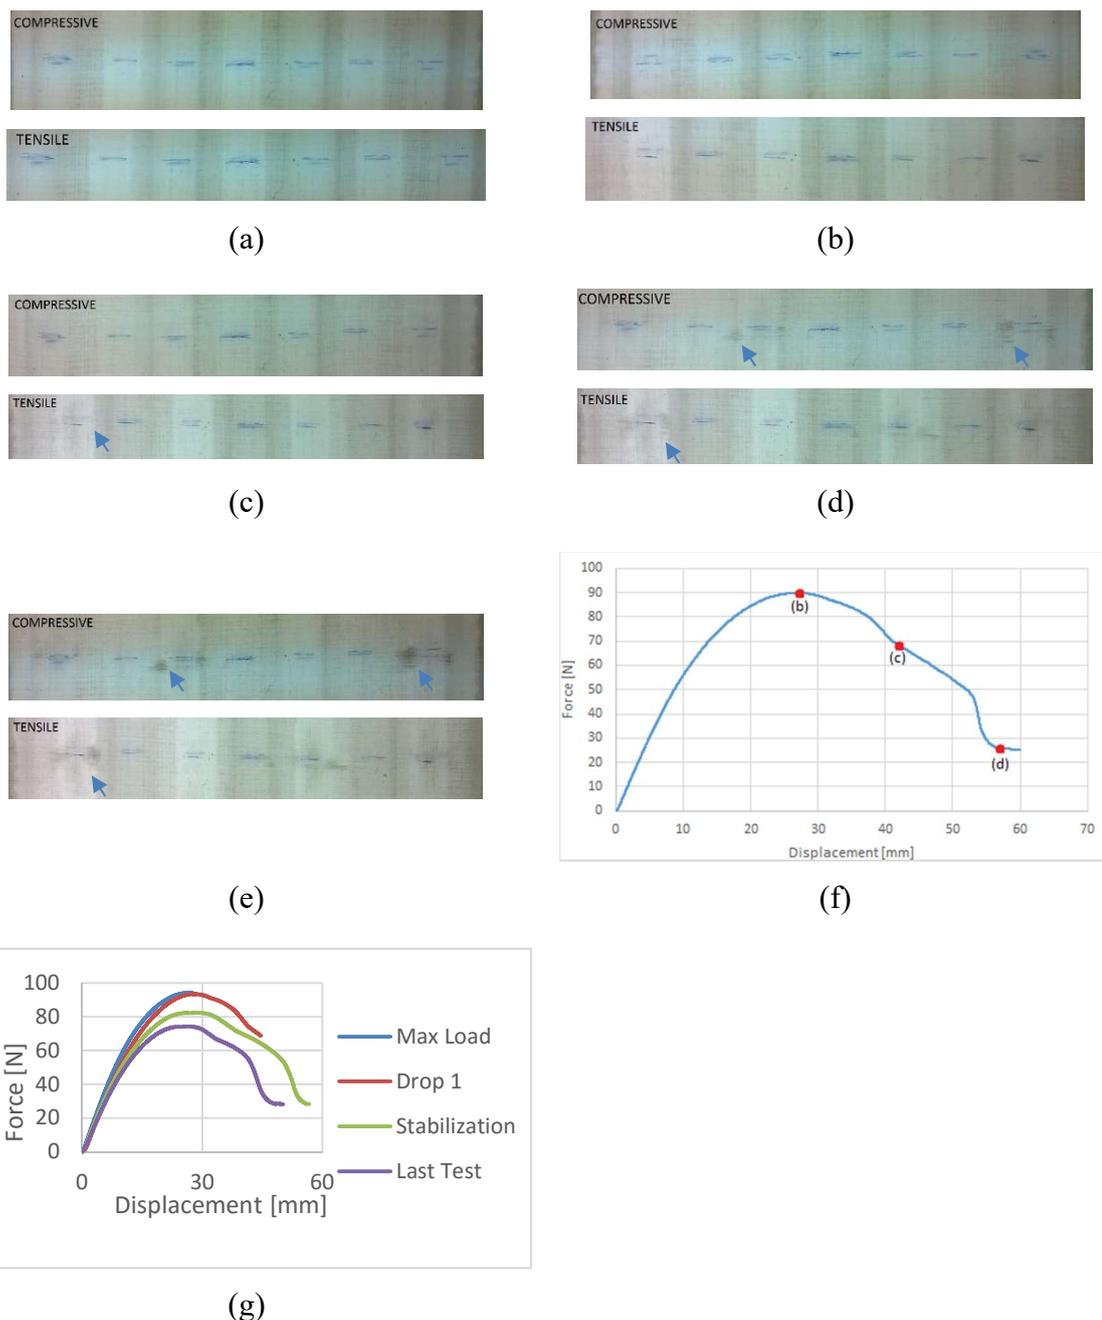 COMPRESSIVE
TENSILE
(a)
COMPRESSIVE
TENSILE
(b)
COMPRESSIVE
TENSILE
(c)
COMPRESSIVE
TENSILE
(d)
COMPRESSIVE
TENSILE
(e)
100
90
80
70
60
50
40
30
20
10
0
Force [N]
(b)
(c)
(d)
0 10 20 30 40 50 60 70
Displacement [mm]
(f)
100
80
60
40
20
0
Force [N]
0 30 60
Displacement [mm]
Max Load
Drop 1
Stabilization
Last Test
(g)